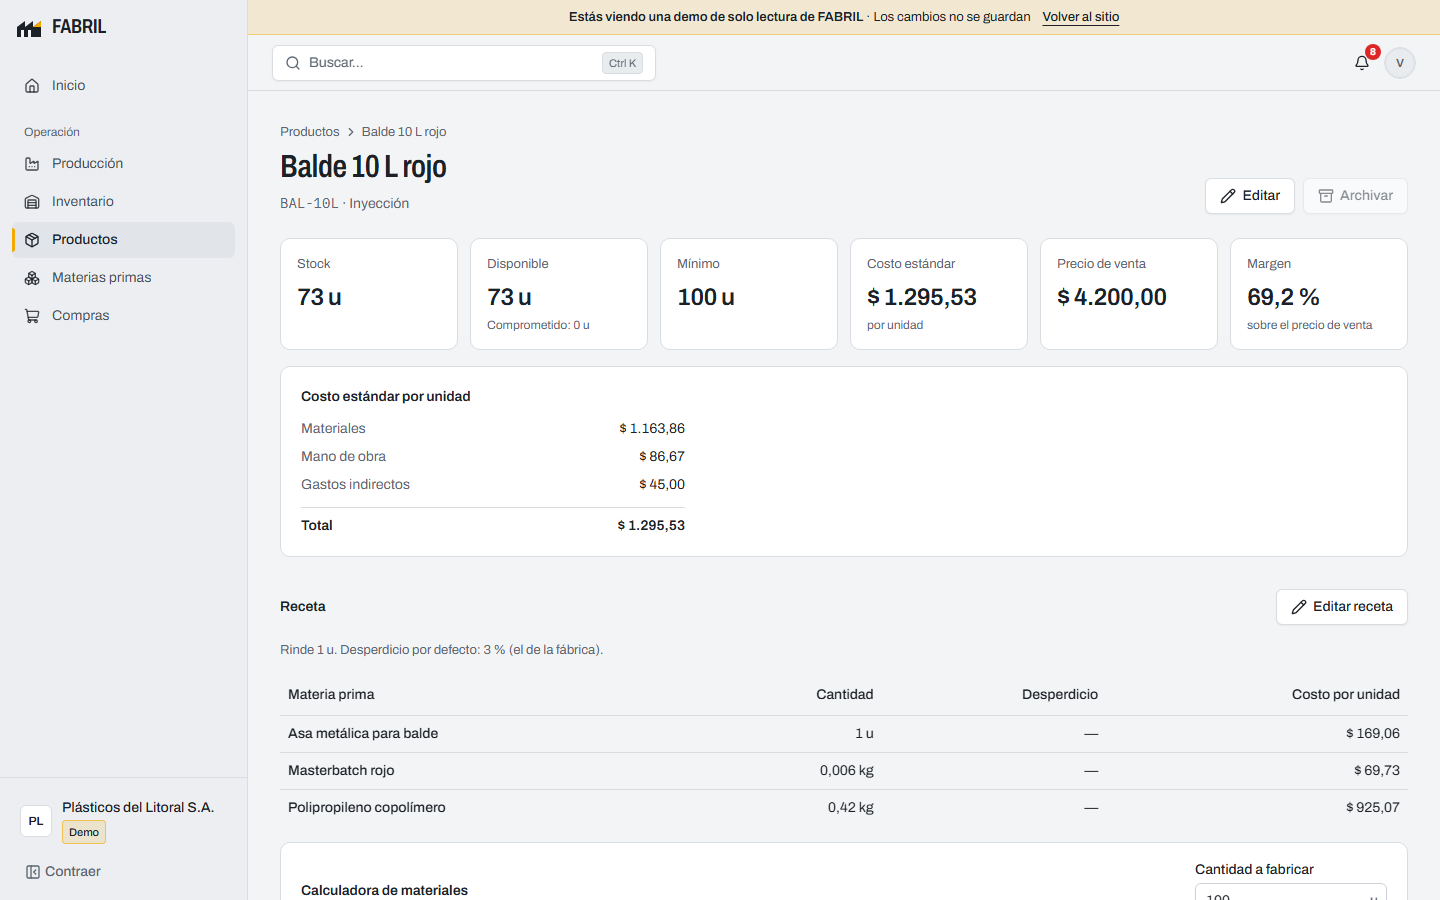 FABRIL
Estás viendo una demo de solo lectura de FABRIL · Los cambios no se guardan Volver al sitio
Buscar... Ctrl K
8
V
Inicio
Operación
Producción
Inventario
Productos
Materias primas
Compras
PL
Plásticos del Litoral S.A.
Demo
Contraer
Productos > Balde 10 L rojo
Balde 10 L rojo
BAL-10L · Inyección
Editar
Archivar
Stock
73 u
Disponible
73 u
Comprometido: 0 u
Mínimo
100 u
Costo estándar
$ 1.295,53
por unidad
Precio de venta
$ 4.200,00
Margen
69,2 %
sobre el precio de venta
Costo estándar por unidad
Materiales $ 1.163,86
Mano de obra $ 86,67
Gastos indirectos $ 45,00
Total $ 1.295,53
Receta
Editar receta
Rinde 1 u. Desperdicio por defecto: 3 % (el de la fábrica).
Materia prima Cantidad Desperdicio Costo por unidad
Asa metálica para balde 1 u — $ 169,06
Masterbatch rojo 0,006 kg — $ 69,73
Polipropileno copolímero 0,42 kg — $ 925,07
Calculadora de materiales
Cantidad a fabricar
100 u